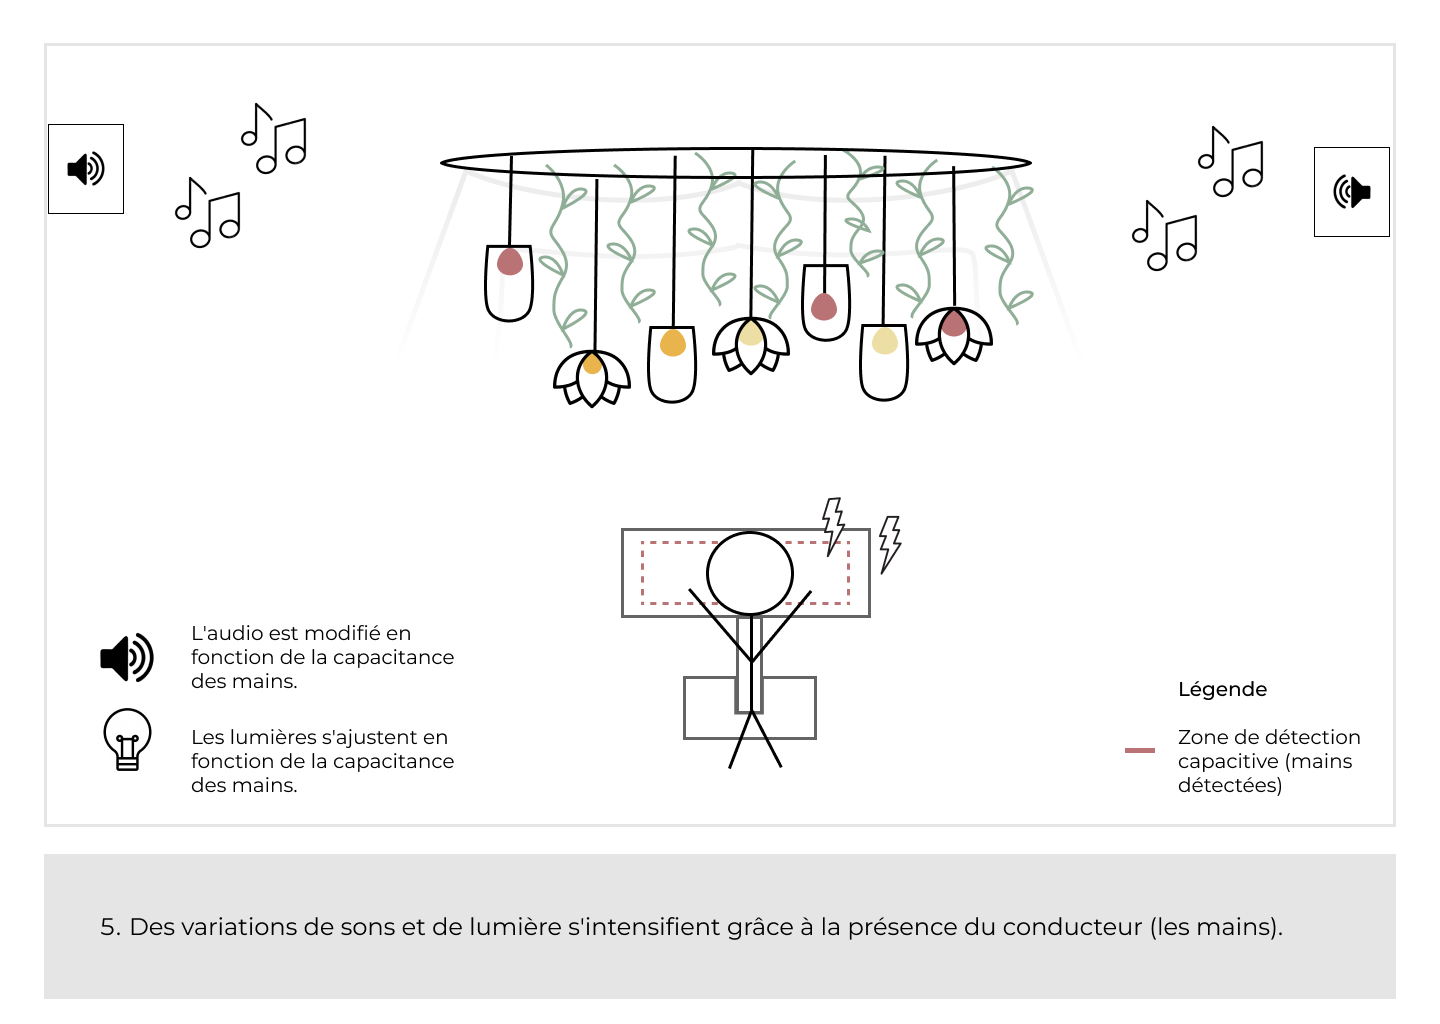 L'audio est modifié en
fonction de la capacitance
des mains.
Les lumières s'ajustent en
fonction de la capacitance
des mains.
Légende
Zone de détection
capacitive (mains
détectées)
5. Des variations de sons et de lumière s'intensifient grâce à la présence du conducteur (les mains).